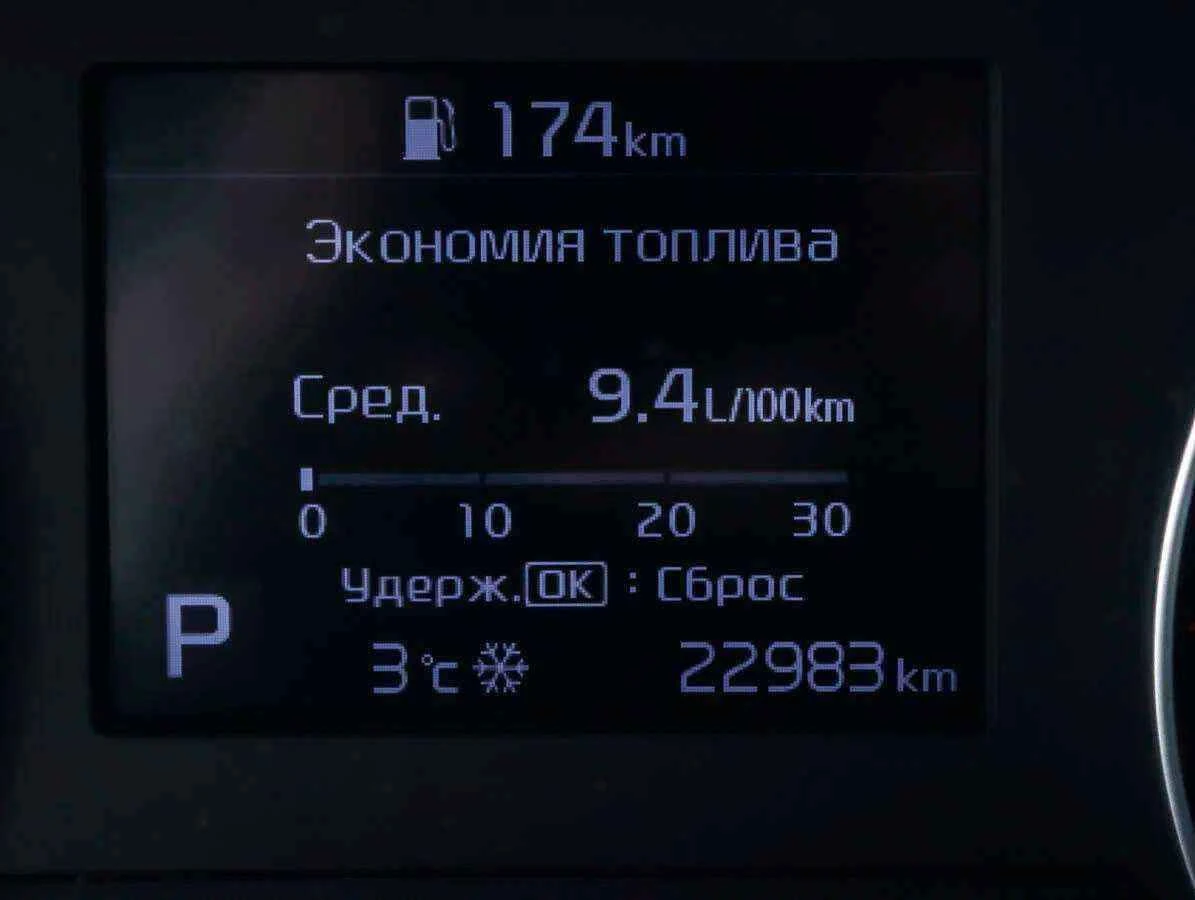 174km
Экономия топлива
Сред. 9.4L/100km
0 10 20 30
Удерж.OK : Сброс
P
3°c 22983km